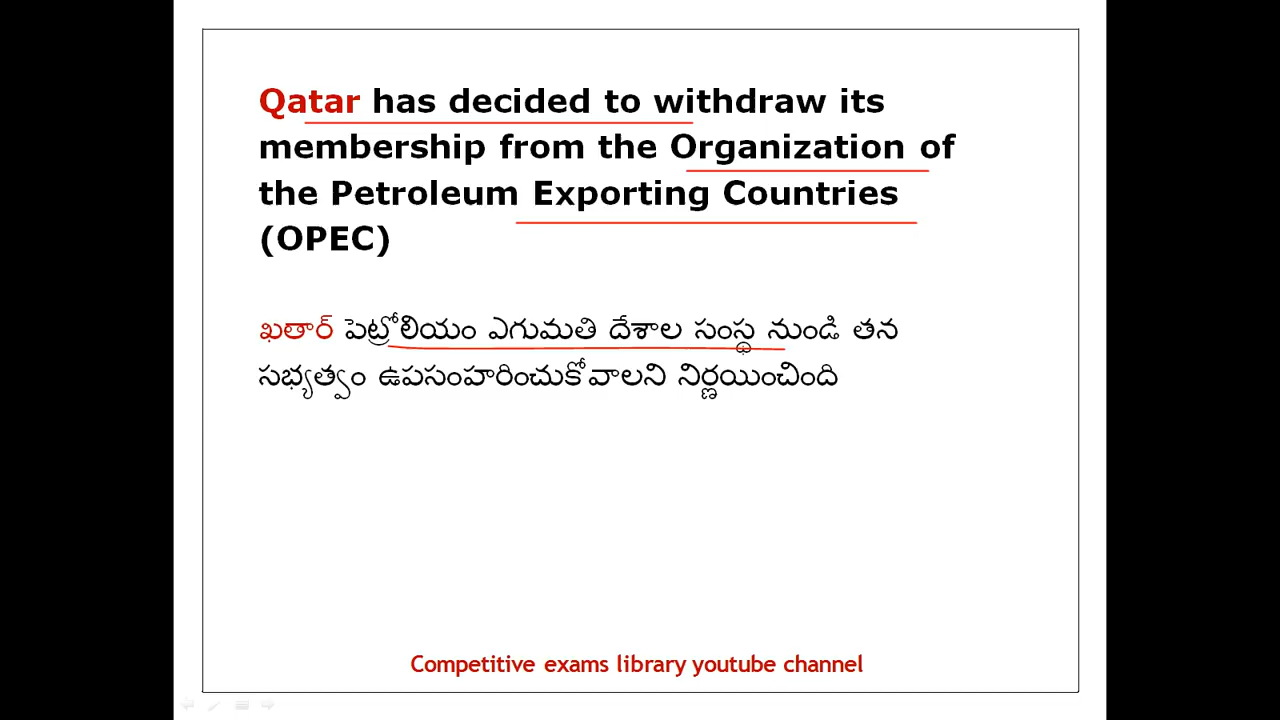 Qatar has decided to withdraw its
membership from the Organization of
the Petroleum Exporting Countries
(OPEC)
ఖతార్ పెట్రోలియం ఎగుమతి దేశాల సంస్థ నుండి తన
సభ్యత్వం ఉపసంహరించుకోవాలని నిర్ణయించింది
Competitive exams library youtube channel